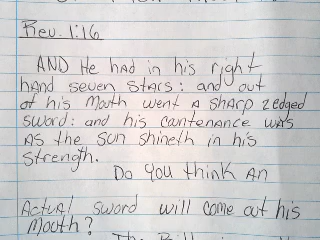 Rev. 1:16
AND He HAD in his right
hand seven stars: and out
of his mouth went a sharp 2edged
sword: and his countenance was
As the sun shineth in his
strength.
Do you think an
Actual sword will come out his
mouth?